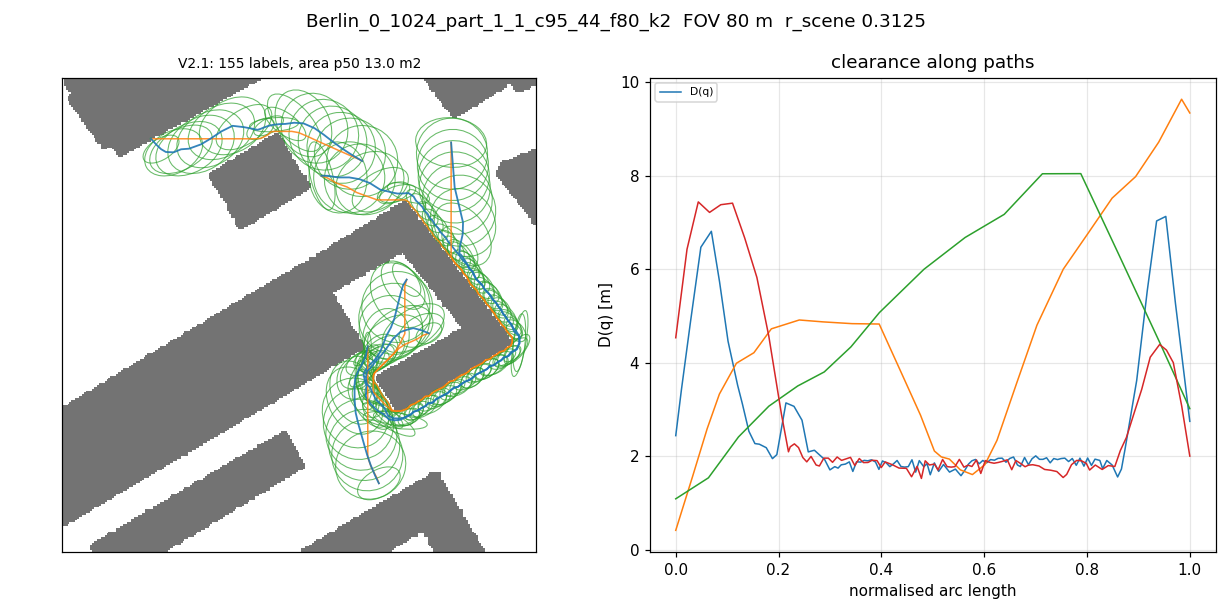 Berlin_0_1024_part_1_1_c95_44_f80_k2  FOV 80 m  r_scene 0.3125
V2.1: 155 labels, area p50 13.0 m2
clearance along paths
D(q)
D(q) [m]
10
8
6
4
2
0
0.0 0.2 0.4 0.6 0.8 1.0
normalised arc length